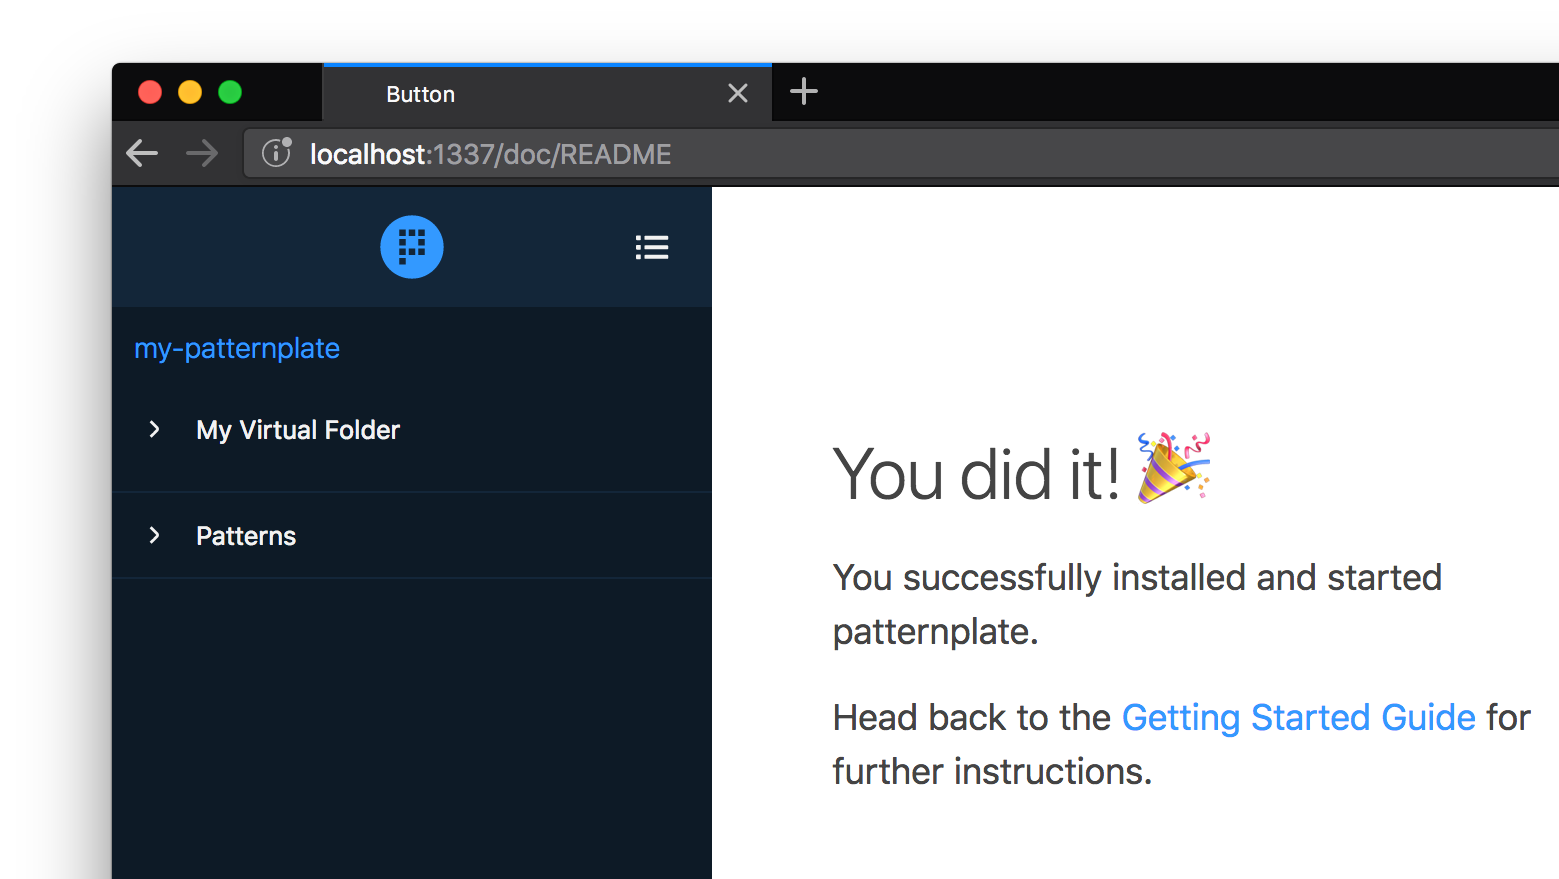 Button
localhost:1337/doc/README
my-patternplate
My Virtual Folder
Patterns
You did it! 🎉
You successfully installed and started
patternplate.
Head back to the Getting Started Guide for
further instructions.